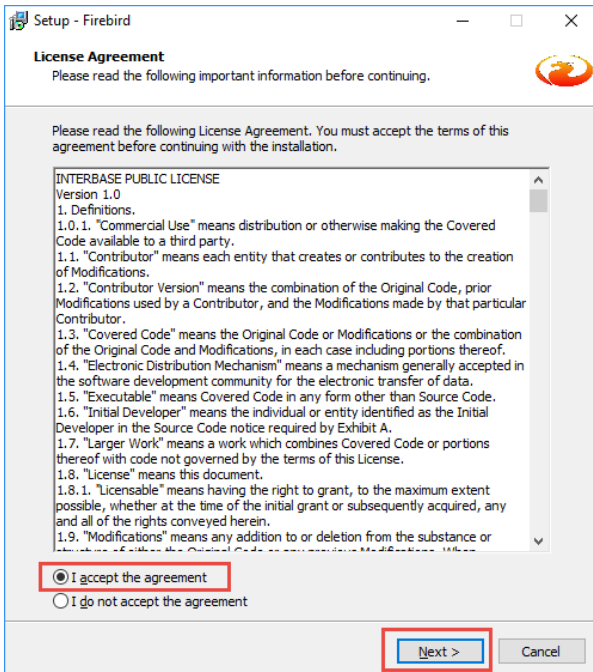 Setup - Firebird
License Agreement
Please read the following important information before continuing.
Please read the following License Agreement. You must accept the terms of this
agreement before continuing with the installation.
INTERBASE PUBLIC LICENSE
Version 1.0
1. Definitions.
1.0.1. "Commercial Use" means distribution or otherwise making the Covered
Code available to a third party.
1.1. "Contributor" means each entity that creates or contributes to the creation
of Modifications.
1.2. "Contributor Version" means the combination of the Original Code, prior
Modifications used by a Contributor, and the Modifications made by that particular
Contributor.
1.3. "Covered Code" means the Original Code or Modifications or the combination
of the Original Code and Modifications, in each case including portions thereof.
1.4. "Electronic Distribution Mechanism" means a mechanism generally accepted in
the software development community for the electronic transfer of data.
1.5. "Executable" means Covered Code in any form other than Source Code.
1.6. "Initial Developer" means the individual or entity identified as the Initial
Developer in the Source Code notice required by Exhibit A.
1.7. "Larger Work" means a work which combines Covered Code or portions
thereof with code not governed by the terms of this License.
1.8. "License" means this document.
1.8.1. "Licensable" means having the right to grant, to the maximum extent
possible, whether at the time of the initial grant or subsequently acquired, any
and all of the rights conveyed herein.
1.9. "Modifications" means any addition to or deletion from the substance or
structure of either the Original Code or any previous Modifications. When
I accept the agreement
I do not accept the agreement
Next >
Cancel